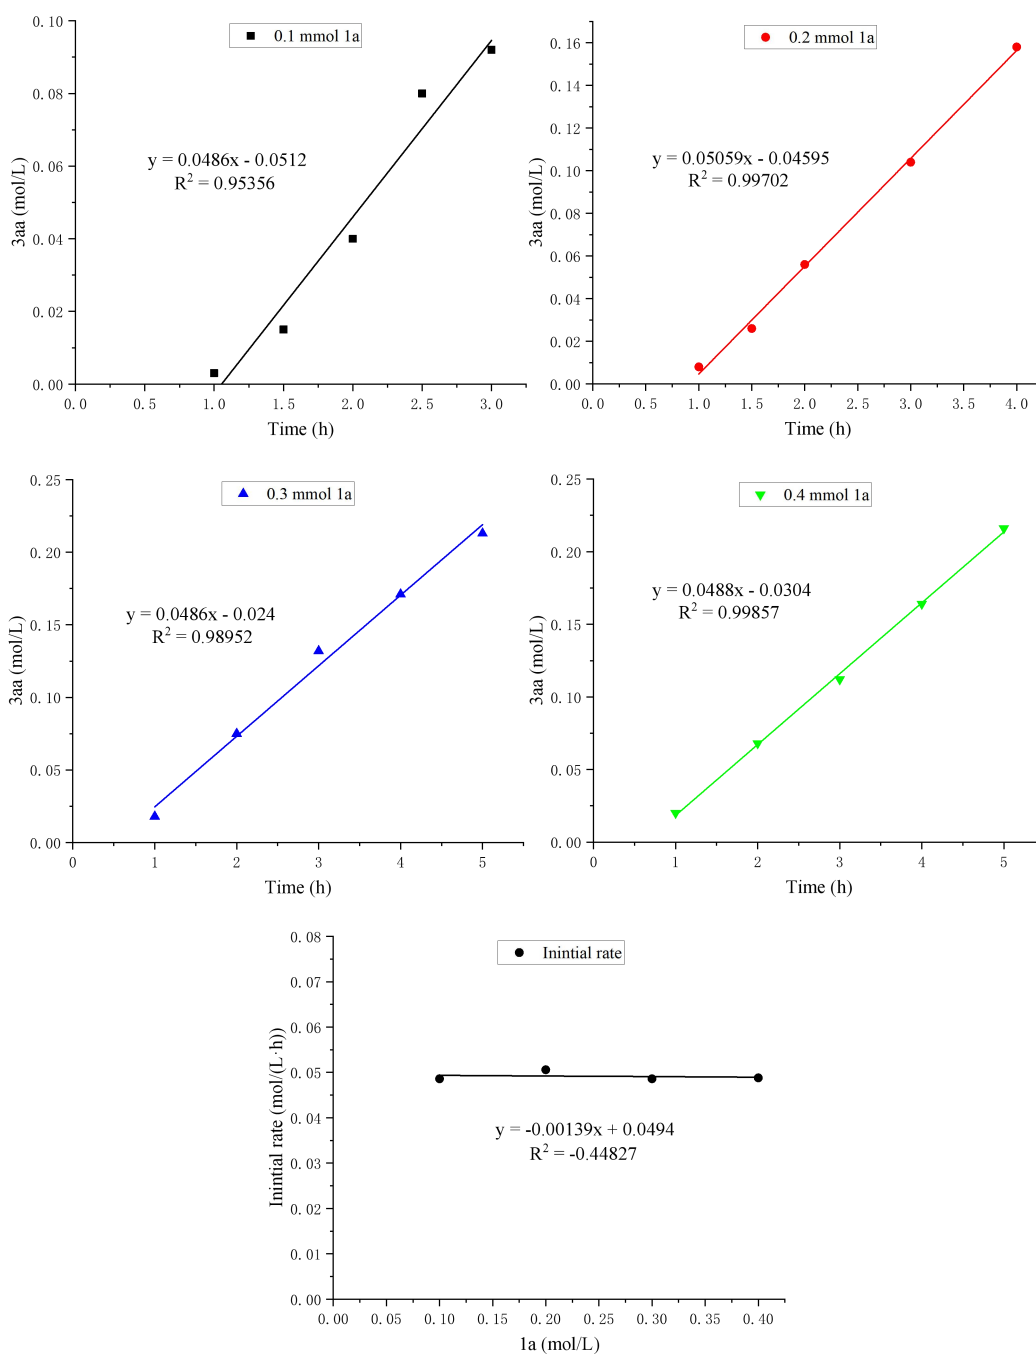 0.1 mmol 1a
y = 0.0486x - 0.0512
R² = 0.95356
3aa (mol/L)
0.10
0.08
0.06
0.04
0.02
0.00
0.0 0.5 1.0 1.5 2.0 2.5 3.0
Time (h)
0.2 mmol 1a
y = 0.05059x - 0.04595
R² = 0.99702
3aa (mol/L)
0.16
0.14
0.12
0.10
0.08
0.06
0.04
0.02
0.00
0.0 0.5 1.0 1.5 2.0 2.5 3.0 3.5 4.0
Time (h)
0.3 mmol 1a
y = 0.0486x - 0.024
R² = 0.98952
3aa (mol/L)
0.25
0.20
0.15
0.10
0.05
0.00
0 1 2 3 4 5
Time (h)
0.4 mmol 1a
y = 0.0488x - 0.0304
R² = 0.99857
3aa (mol/L)
0.25
0.20
0.15
0.10
0.05
0.00
0 1 2 3 4 5
Time (h)
Inintial rate
y = -0.00139x + 0.0494
R² = -0.44827
Inintial rate (mol/(L·h))
0.08
0.07
0.06
0.05
0.04
0.03
0.02
0.01
0.00
0.00 0.05 0.10 0.15 0.20 0.25 0.30 0.35 0.40
1a (mol/L)